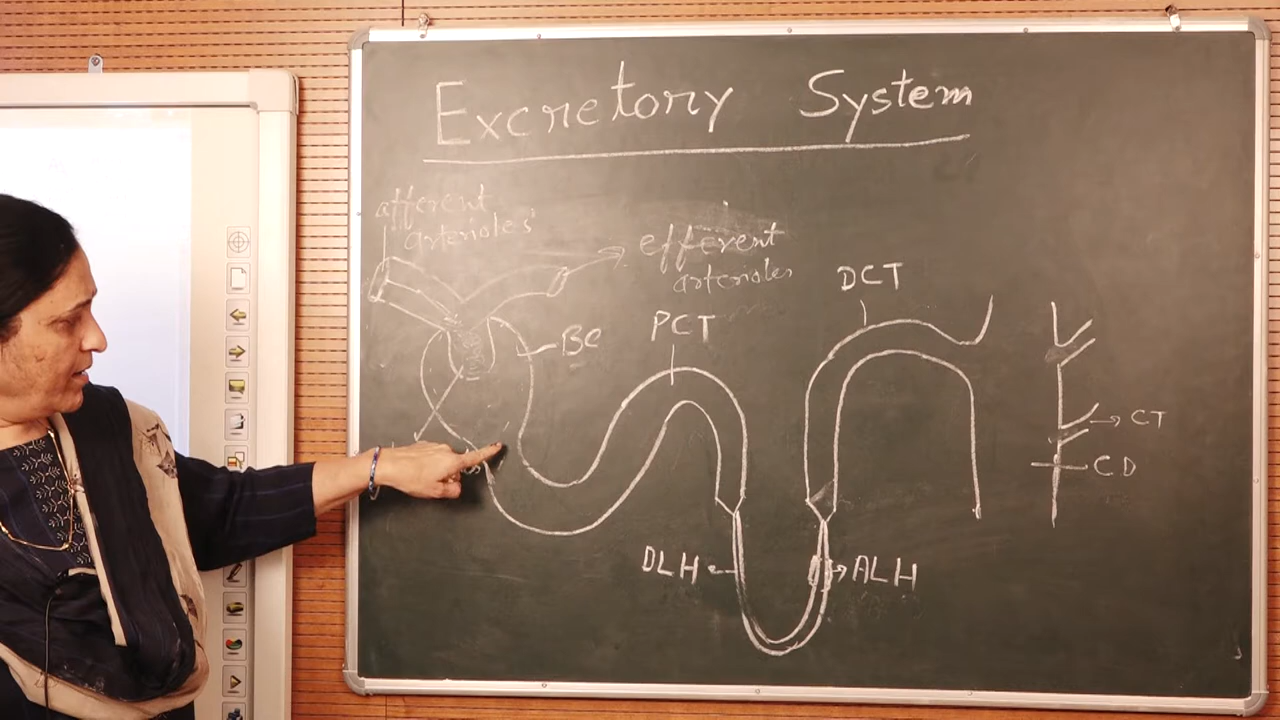 Excretory System
afferent
arterioles
efferent
arterioles
DCT
PCT
BC
CT
CD
DLH
ALH